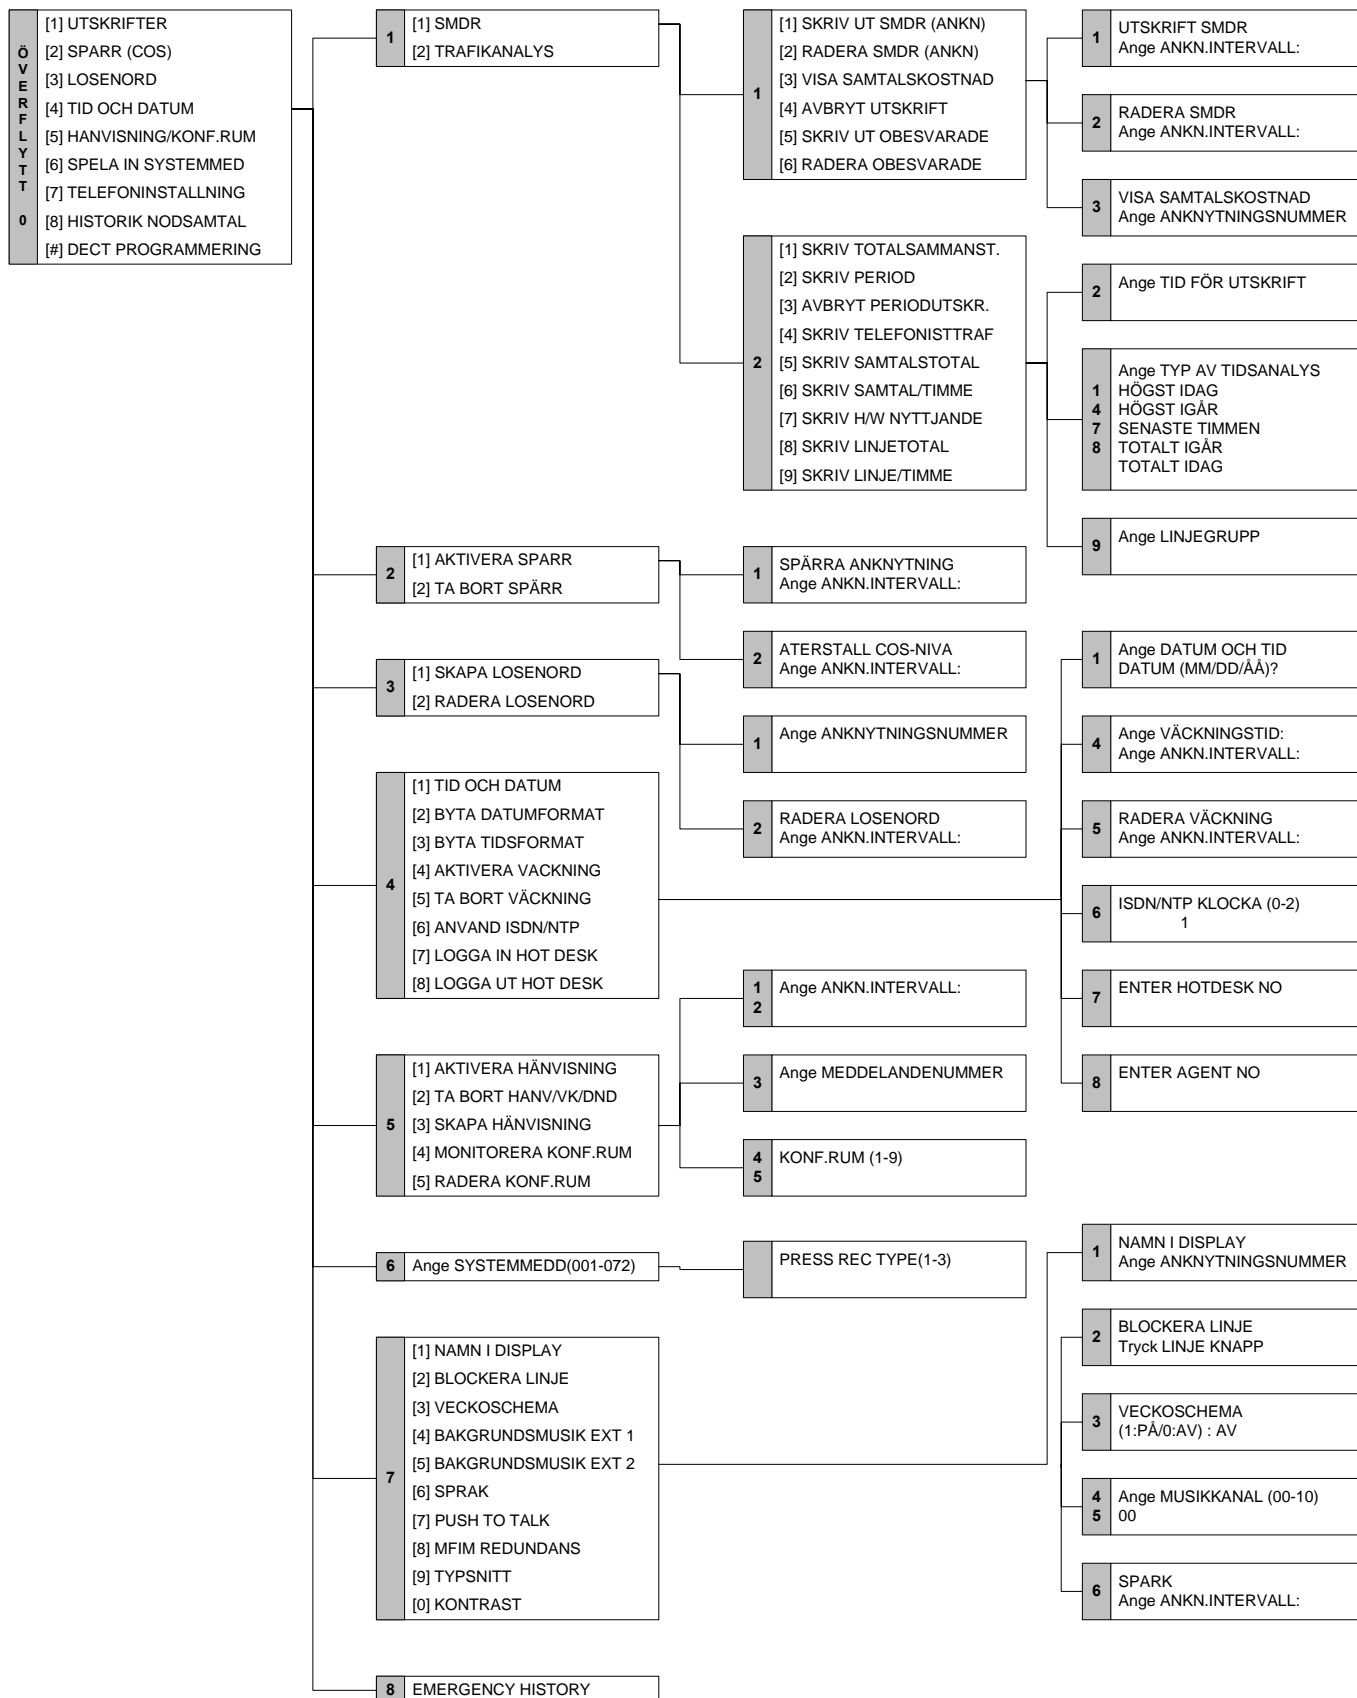 ÖVERFLYTT 0
[1] UTSKRIFTER
[2] SPARR (COS)
[3] LOSENORD
[4] TID OCH DATUM
[5] HANVISNING/KONF.RUM
[6] SPELA IN SYSTEMMED
[7] TELEFONINSTALLNING
[8] HISTORIK NODSAMTAL
[#] DECT PROGRAMMERING
1
[1] SMDR
[2] TRAFIKANALYS
1
[1] SKRIV UT SMDR (ANKN)
[2] RADERA SMDR (ANKN)
[3] VISA SAMTALSKOSTNAD
[4] AVBRYT UTSKRIFT
[5] SKRIV UT OBESVARADE
[6] RADERA OBESVARADE
1
UTSKRIFT SMDR
Ange ANKN.INTERVALL:
2
RADERA SMDR
Ange ANKN.INTERVALL:
3
VISA SAMTALSKOSTNAD
Ange ANKNYTNINGSNUMMER
2
[1] SKRIV TOTALSAMMANST.
[2] SKRIV PERIOD
[3] AVBRYT PERIODUTSKR.
[4] SKRIV TELEFONISTTRAF
[5] SKRIV SAMTALSTOTAL
[6] SKRIV SAMTAL/TIMME
[7] SKRIV H/W NYTTJANDE
[8] SKRIV LINJETOTAL
[9] SKRIV LINJE/TIMME
2
Ange TID FÖR UTSKRIFT
1
4
7
8
Ange TYP AV TIDSANALYS
HÖGST IDAG
HÖGST IGÅR
SENASTE TIMMEN
TOTALT IGÅR
TOTALT IDAG
9
Ange LINJEGRUPP
2
[1] AKTIVERA SPARR
[2] TA BORT SPÄRR
1
SPÄRRA ANKNYTNING
Ange ANKN.INTERVALL:
2
ATERSTALL COS-NIVA
Ange ANKN.INTERVALL:
3
[1] SKAPA LOSENORD
[2] RADERA LOSENORD
1
Ange ANKNYTNINGSNUMMER
2
RADERA LOSENORD
Ange ANKN.INTERVALL:
4
[1] TID OCH DATUM
[2] BYTA DATUMFORMAT
[3] BYTA TIDSFORMAT
[4] AKTIVERA VACKNING
[5] TA BORT VÄCKNING
[6] ANVAND ISDN/NTP
[7] LOGGA IN HOT DESK
[8] LOGGA UT HOT DESK
1
Ange DATUM OCH TID
DATUM (MM/DD/ÅÅ)?
4
Ange VÄCKNINGSTID:
Ange ANKN.INTERVALL:
5
RADERA VÄCKNING
Ange ANKN.INTERVALL:
6
ISDN/NTP KLOCKA (0-2)
1
7
ENTER HOTDESK NO
8
ENTER AGENT NO
5
[1] AKTIVERA HÄNVISNING
[2] TA BORT HANV/VK/DND
[3] SKAPA HÄNVISNING
[4] MONITORERA KONF.RUM
[5] RADERA KONF.RUM
1
2
Ange ANKN.INTERVALL:
3
Ange MEDDELANDENUMMER
4
5
KONF.RUM (1-9)
6
Ange SYSTEMMEDD(001-072)
PRESS REC TYPE(1-3)
7
[1] NAMN I DISPLAY
[2] BLOCKERA LINJE
[3] VECKOSCHEMA
[4] BAKGRUNDSMUSIK EXT 1
[5] BAKGRUNDSMUSIK EXT 2
[6] SPRAK
[7] PUSH TO TALK
[8] MFIM REDUNDANS
[9] TYPSNITT
[0] KONTRAST
1
NAMN I DISPLAY
Ange ANKNYTNINGSNUMMER
2
BLOCKERA LINJE
Tryck LINJE KNAPP
3
VECKOSCHEMA
(1:PÅ/0:AV) : AV
4
5
Ange MUSIKKANAL (00-10)
00
6
SPARK
Ange ANKN.INTERVALL:
8
EMERGENCY HISTORY